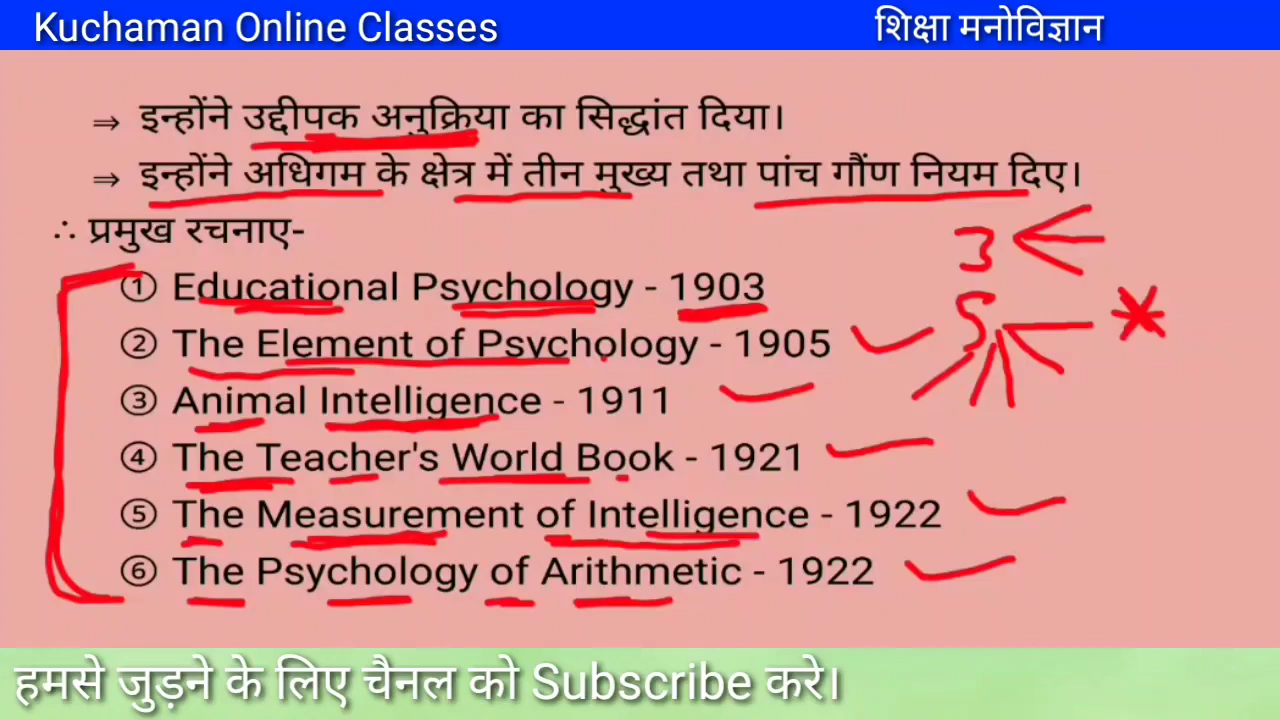 Kuchaman Online Classes
शिक्षा मनोविज्ञान
⇒ इन्होंने उद्दीपक अनुक्रिया का सिद्धांत दिया।
⇒ इन्होंने अधिगम के क्षेत्र में तीन मुख्य तथा पांच गौंण नियम दिए।
∴ प्रमुख रचनाए-
3
① Educational Psychology - 1903
5
② The Element of Psychology - 1905
③ Animal Intelligence - 1911
④ The Teacher's World Book - 1921
⑤ The Measurement of Intelligence - 1922
⑥ The Psychology of Arithmetic - 1922
हमसे जुड़ने के लिए चैनल को Subscribe करे।